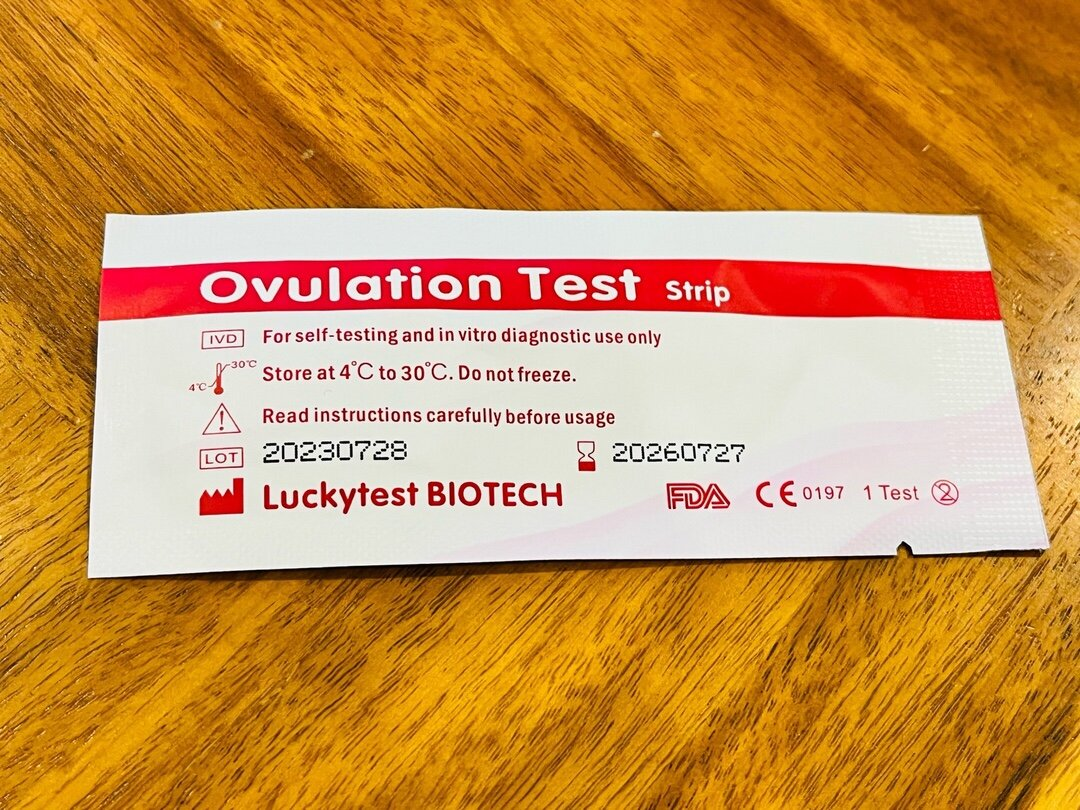 Ovulation Test Strip
IVD For self-testing and in vitro diagnostic use only
4℃ 30℃ Store at 4℃ to 30℃. Do not freeze.
Read instructions carefully before usage
LOT 20230728 20260727
Luckytest BIOTECH FDA CE 0197 1 Test 2